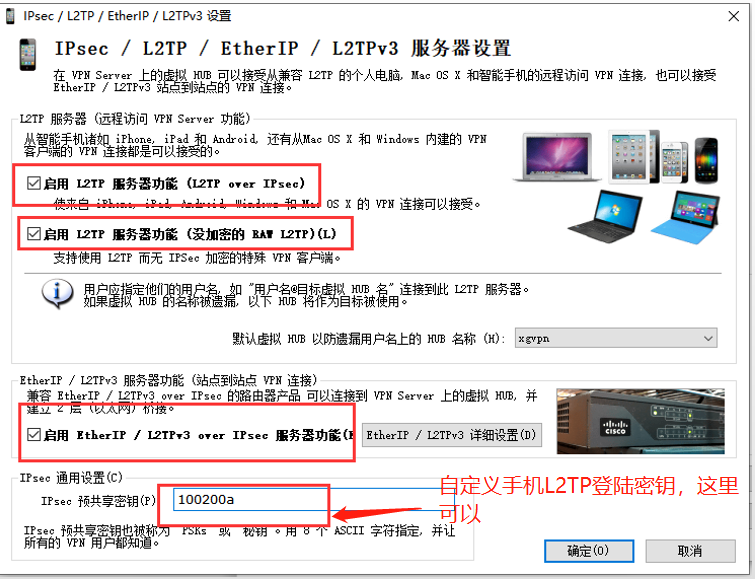 IPsec / L2TP / EtherIP / L2TPv3 设置
IPsec / L2TP / EtherIP / L2TPv3 服务器设置
在 VPN Server 上的虚拟 HUB 可以接受从兼容 L2TP 的个人电脑, Mac OS X 和智能手机的远程访问 VPN 连接, 也可以接受
EtherIP / L2TPv3 站点到站点的 VPN 连接。
L2TP 服务器 (远程访问 VPN Server 功能)
从智能手机诸如 iPhone, iPad 和 Android, 还有从Mac OS X 和 Windows 内建的 VPN
客户端的 VPN 连接都是可以接受的。
启用 L2TP 服务器功能 (L2TP over IPsec)
使来自 iPhone, iPad, Android, Windows 和 Mac OS X 的 VPN 连接可以接受。
启用 L2TP 服务器功能 (没加密的 RAW L2TP)(L)
支持使用 L2TP 而无 IPSec 加密的特殊 VPN 客户端。
用户应指定他们的用户名, 如 "用户名@目标虚拟 HUB 名" 连接到此 L2TP 服务器。
如果虚拟 HUB 的名称被遗漏, 以下 HUB 将作为目标被使用。
默认虚拟 HUB 以防遗漏用户名上的 HUB 名称 (H):
xgvpn
EtherIP / L2TPv3 服务器功能 (站点到站点 VPN 连接)
兼容 EtherIP / L2TPv3 over IPsec 的路由器产品 可以连接到 VPN Server 上的虚拟 HUB, 并
建立 2 层 (以太网) 桥接。
启用 EtherIP / L2TPv3 over IPsec 服务器功能(
EtherIP / L2TPv3 详细设置(D)
CISCO
IPsec 通用设置(C)
IPsec 预共享密钥(P)
100200a
自定义手机L2TP登陆密钥，这里
可以
IPsec 预共享密钥也被称为 "PSKs" 或 "秘钥"。用 8 个 ASCII 字符指定, 并让
所有的 VPN 用户都知道。
确定(O)
取消